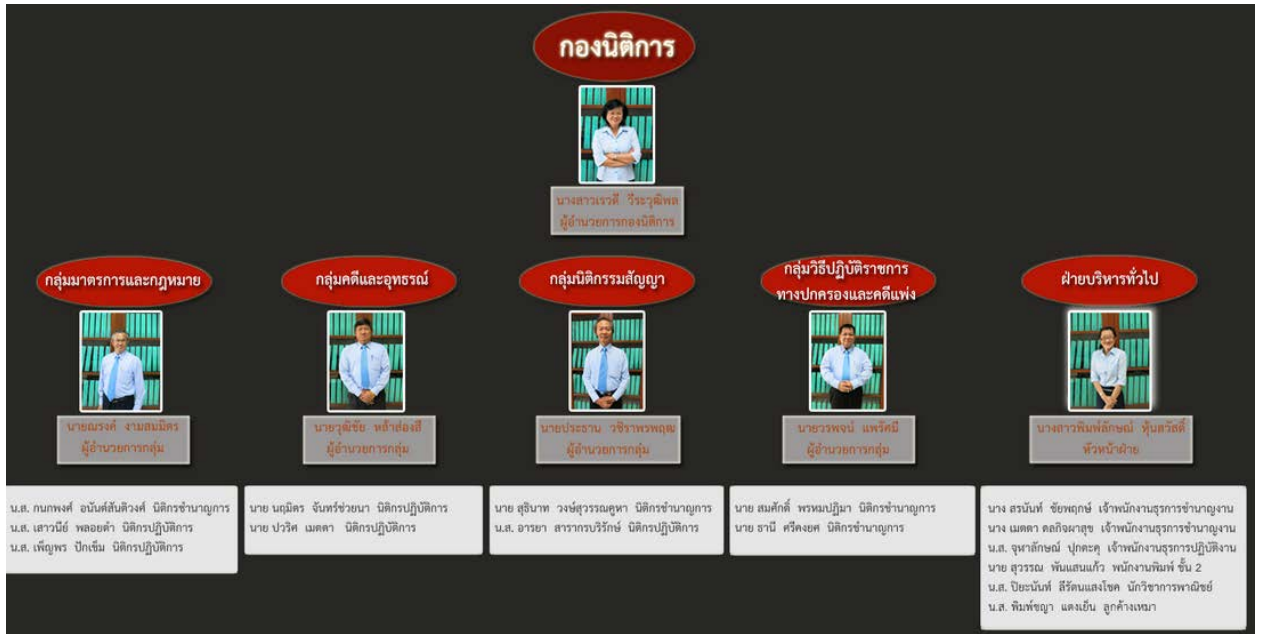 กองนิติการ
นางสาวเรวดี วีระวุฒิพล
ผู้อำนวยการกองนิติการ
กลุ่มมาตรการและกฎหมาย
นายณรงค์ งามสมมิตร
ผู้อำนวยการกลุ่ม
น.ส. กนกพงศ์ อนันต์สันติวงศ์ นิติกรชำนาญการ
น.ส. เสาวนีย์ พลอยดำ นิติกรปฏิบัติการ
น.ส. เพ็ญพร ปักเข็ม นิติกรปฏิบัติการ
กลุ่มคดีและอุทธรณ์
นายวุฒิชัย หล้าส่องสี
ผู้อำนวยการกลุ่ม
นาย นฤมิตร จันทร์ช่วยนา นิติกรปฏิบัติการ
นาย ปวริศ เมตตา นิติกรปฏิบัติการ
กลุ่มนิติกรรมสัญญา
นายประธาน วชิราพรพฤฒ
ผู้อำนวยการกลุ่ม
นาย สุธินาท วงษ์สุวรรณคูหา นิติกรชำนาญการ
น.ส. อารยา สารากรบริรักษ์ นิติกรปฏิบัติการ
กลุ่มวิธีปฏิบัติราชการ
ทางปกครองและคดีแพ่ง
นายวรพจน์ แพรัศมี
ผู้อำนวยการกลุ่ม
นาย สมศักดิ์ พรหมปฏิมา นิติกรชำนาญการ
นาย ธานี ศรีคงยศ นิติกรชำนาญการ
ฝ่ายบริหารทั่วไป
นางสาวพิมพ์ลักษณ์ หุ้นสวัสดิ์
หัวหน้าฝ่าย
นาง สรนันท์ ชัยพฤกษ์ เจ้าพนักงานธุรการชำนาญงาน
นาง เมตตา ดลกิจผาสุข เจ้าพนักงานธุรการชำนาญงาน
น.ส. จุฬาลักษณ์ ปุกตะคุ เจ้าพนักงานธุรการปฏิบัติงาน
นาย สุวรรณ พันแสนแก้ว พนักงานพิมพ์ ชั้น 2
น.ส. ปิยะนันท์ ลีรัตนแสงโชค นักวิชาการพาณิชย์
น.ส. พิมพ์ชญา แตงเย็น ลูกค้างเหมา